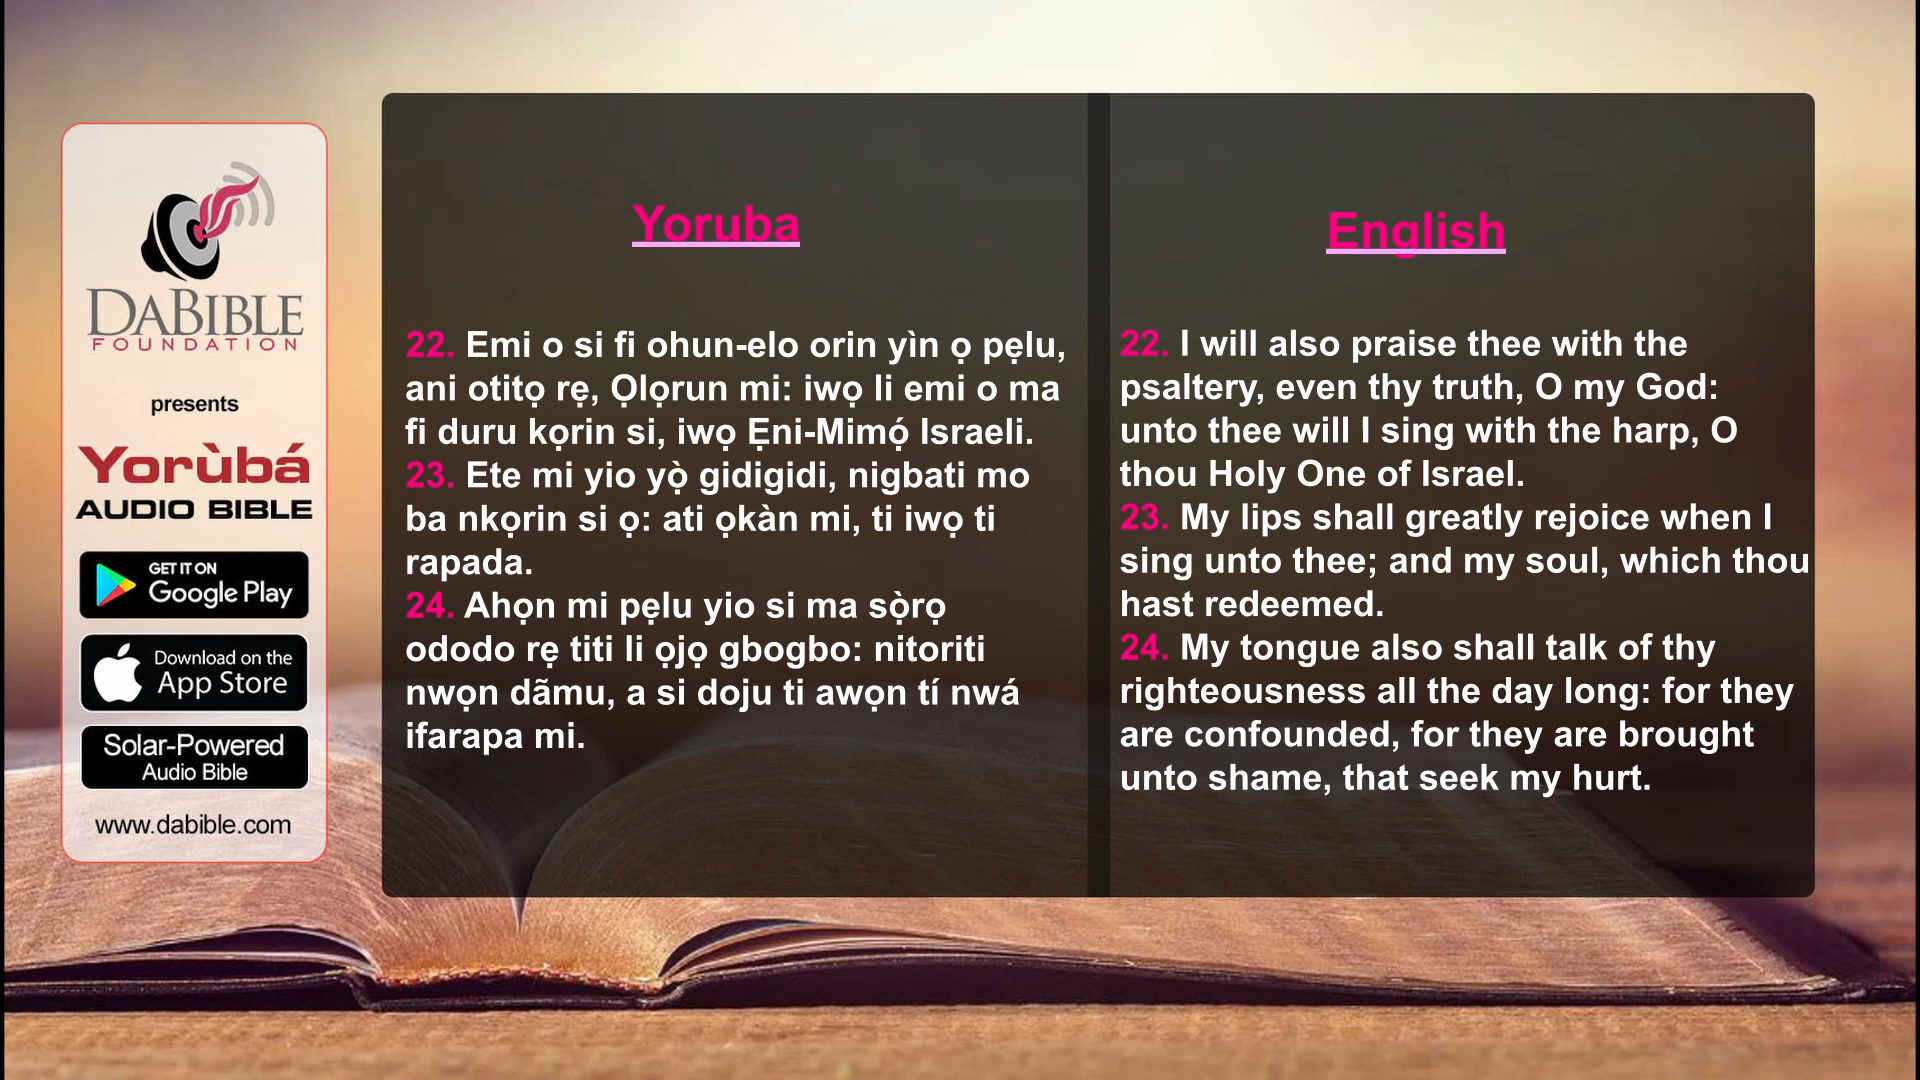 DABIBLE
FOUNDATION
presents
Yorùbá
AUDIO BIBLE
GET IT ON
Google Play
Download on the
App Store
Solar-Powered
Audio Bible
www.dabible.com
Yoruba
22. Emi o si fi ohun-elo orin yìn ọ pẹlu,
ani otitọ rẹ, Ọlọrun mi: iwọ li emi o ma
fi duru kọrin si, iwọ Ẹni-Mimọ́ Israeli.
23. Ete mi yio yọ̀ gidigidi, nigbati mo
ba nkọrin si ọ: ati ọkàn mi, ti iwọ ti
rapada.
24. Ahọn mi pẹlu yio si ma sọ̀rọ
ododo rẹ titi li ọjọ gbogbo: nitoriti
nwọn dãmu, a si doju ti awọn tí nwá
ifarapa mi.
English
22. I will also praise thee with the
psaltery, even thy truth, O my God:
unto thee will I sing with the harp, O
thou Holy One of Israel.
23. My lips shall greatly rejoice when I
sing unto thee; and my soul, which thou
hast redeemed.
24. My tongue also shall talk of thy
righteousness all the day long: for they
are confounded, for they are brought
unto shame, that seek my hurt.